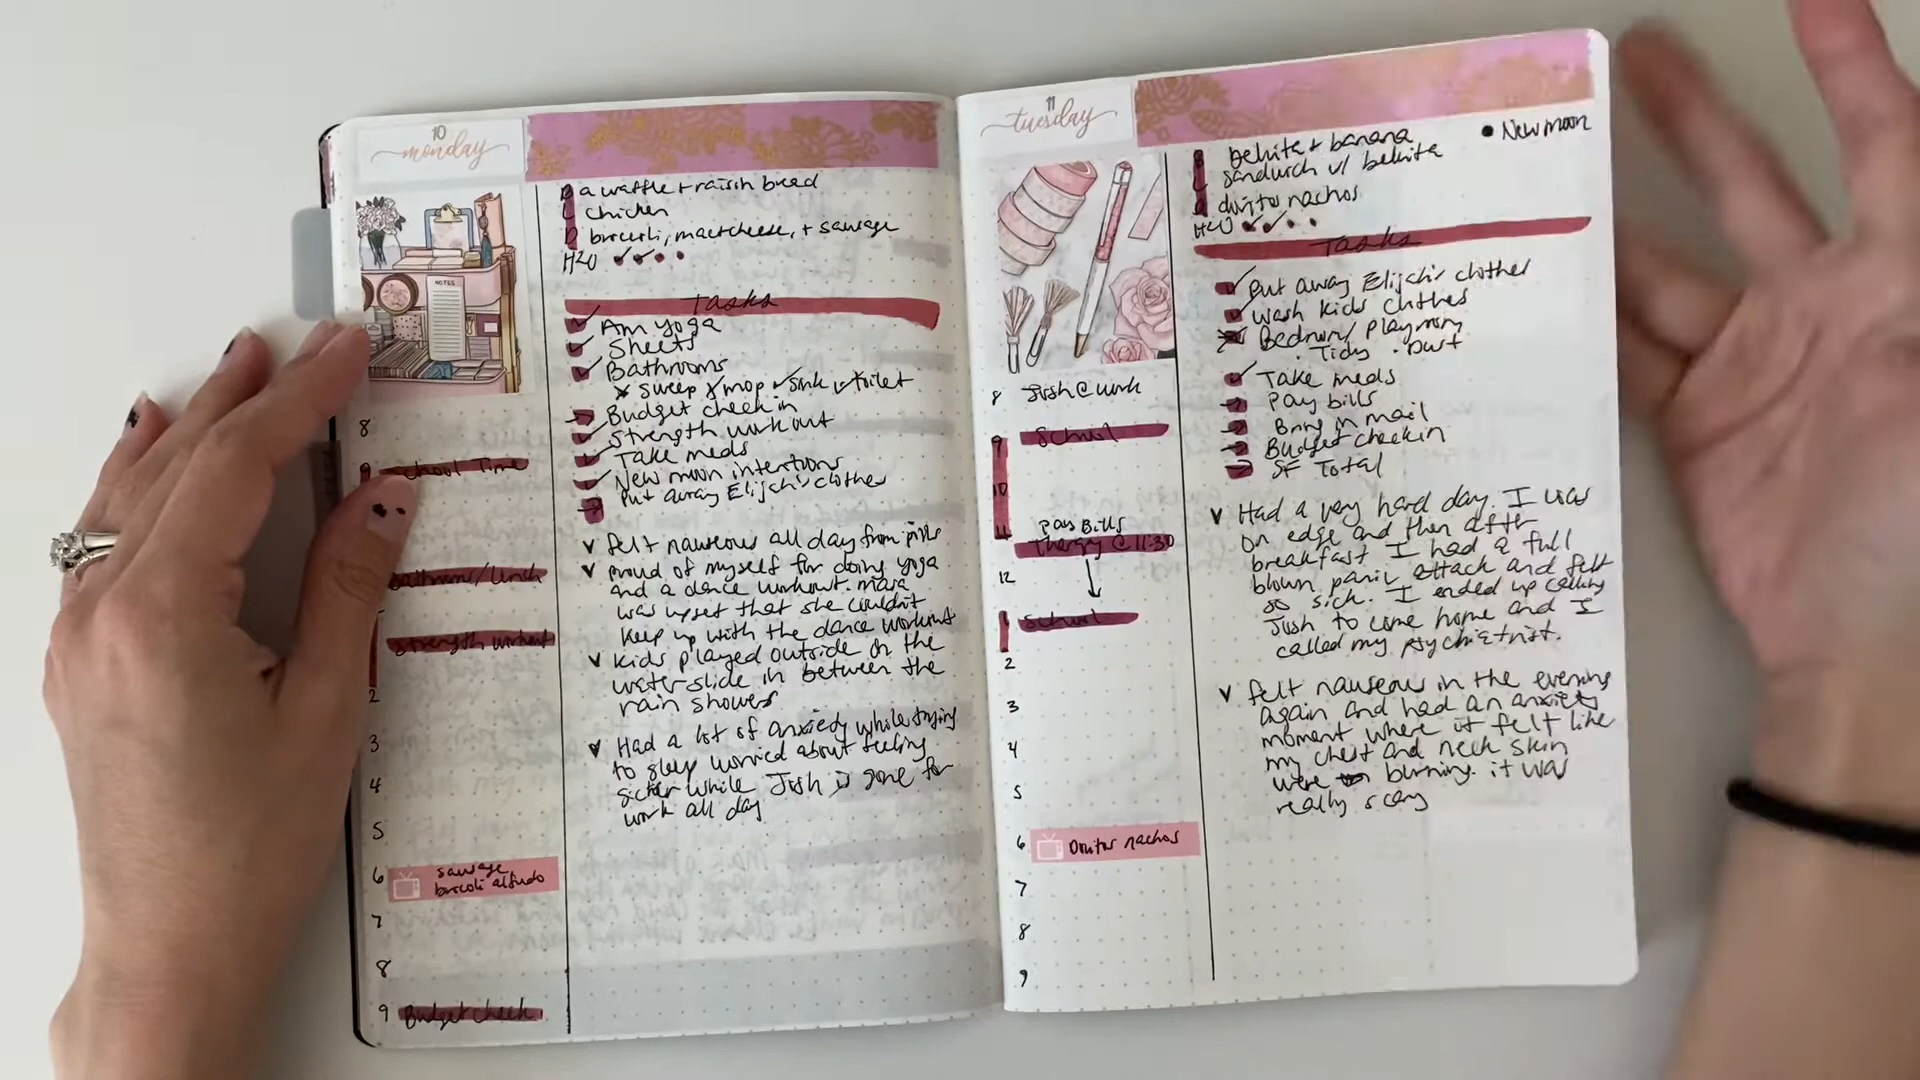 10
monday
B a waffle + raisin bread
L chicken
D broccoli, mac+cheese, + sausage
H2O
Tasks
Am yoga
Sheets
Bathrooms
sweep mop sink toilet
Budget check in
Strength workout
Take meds
New moon intentions
Put away Elijah's clothes
felt nauseous all day from pills
proud of myself for doing yoga
and a dance workout. Mara
was upset that she couldn't
keep up with the dance workout
kids played outside on the
water slide in between the
rain showers
Had a lot of anxiety while trying
to sleep worried about feeling
sicker while Josh is gone for
work all day
NOTES
8
9 School Time
Bathrooms/lunch
strength workout
2
3
4
5
6 sausage
brocoli alfredo
7
8
9 Budget check
11
tuesday
New moon
B belvita + banana
L sandwich w/ belvita
D dorito nachos
H2O
Tasks
Put away Elijah's clothes
wash kids clothes
Bedroom/ playroom
• Tidy • Dust
Take meds
Pay bills
Bring in mail
Budget checkin
SF Total
Had a very hard day. I was
on edge and then after
breakfast I had a full
blown panic attack and felt
so sick. I ended up calling
Josh to come home and I
called my psychiatrist.
felt nauseous in the evening
again and had an anxiety
moment where it felt like
my chest and neck skin
were burning. it was
really scary
8 Josh @ work
9 School
10
11 Pay Bills
Therapy @ 11:30
12
1 School
2
3
4
5
6 Doritos nachos
7
8
9